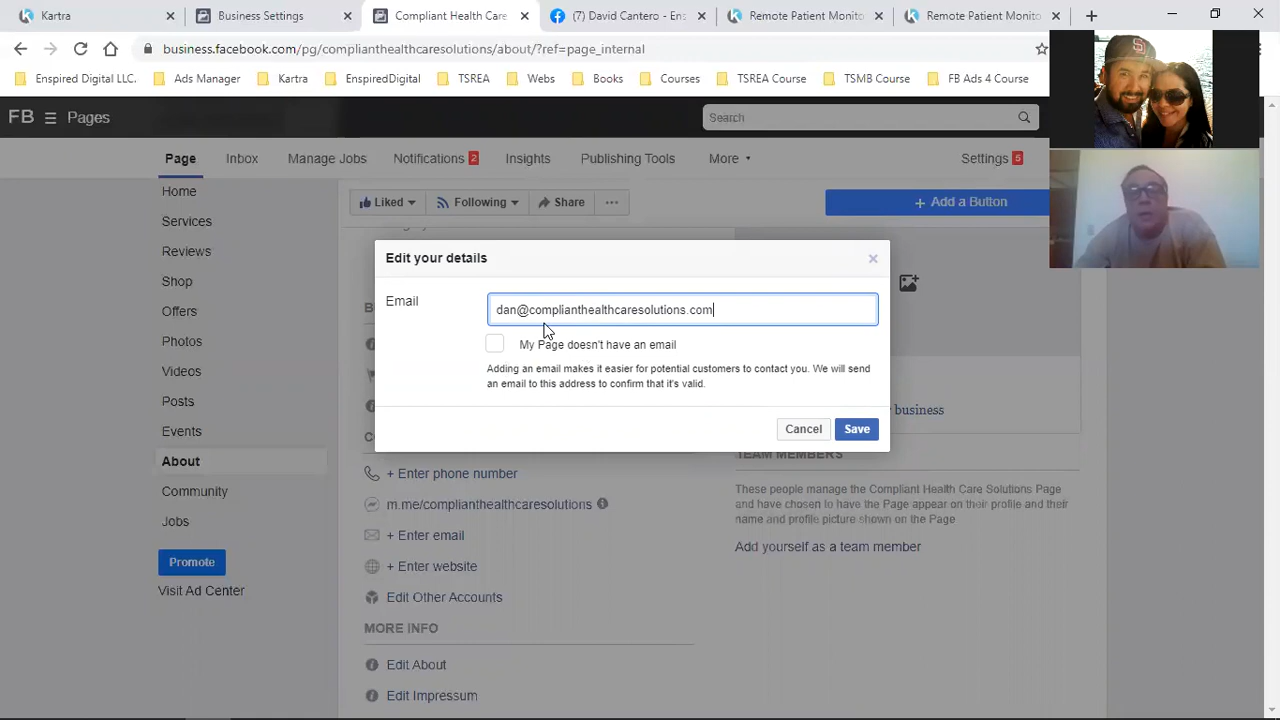 Kartra
Business Settings
Compliant Health Care
(7) David Cantero - Ens
Remote Patient Monito
Remote Patient Monito
business.facebook.com/pg/complianthealthcaresolutions/about/?ref=page_internal
Enspired Digital LLC.
Ads Manager
Kartra
EnspiredDigital
TSREA
Webs
Books
Courses
TSREA Course
TSMB Course
FB Ads 4 Course
FB
Pages
Search
Page
Inbox
Manage Jobs
Notifications 2
Insights
Publishing Tools
More
Settings 5
Home
Services
Reviews
Shop
Offers
Photos
Videos
Posts
Events
About
Community
Jobs
Promote
Visit Ad Center
Liked
Following
Share
+ Add a Button
Edit your details
Email
dan@complianthealthcaresolutions.com
My Page doesn't have an email
Adding an email makes it easier for potential customers to contact you. We will send
an email to this address to confirm that it's valid.
Cancel
Save
business
+ Enter phone number
m.me/complianthealthcaresolutions
+ Enter email
+ Enter website
Edit Other Accounts
MORE INFO
Edit About
Edit Impressum
TEAM MEMBERS
These people manage the Compliant Health Care Solutions Page
and have chosen to have the Page appear on their profile and their
name and profile picture shown on the Page
Add yourself as a team member